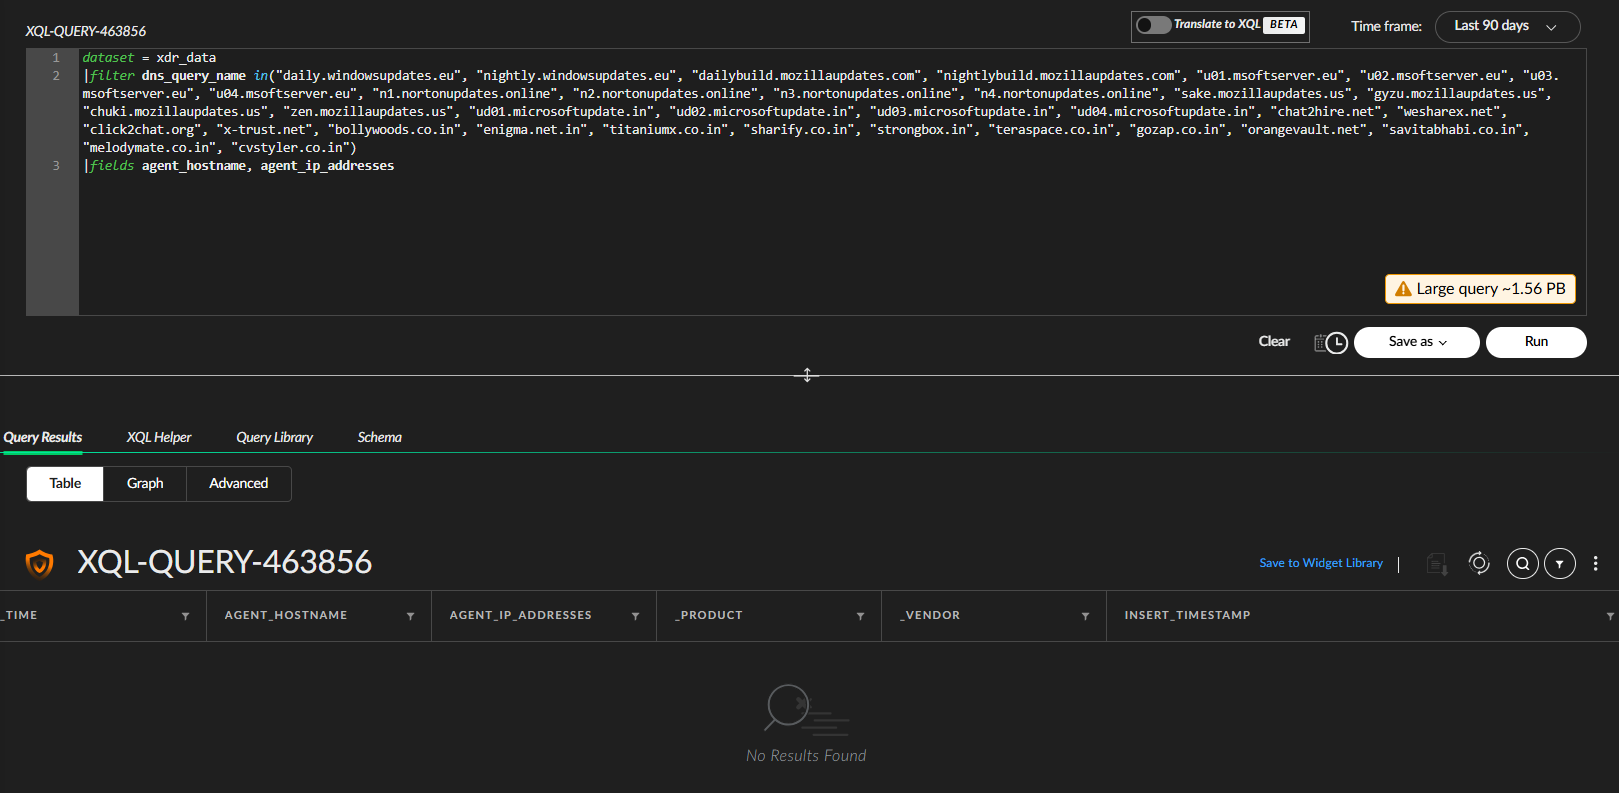 XQL-QUERY-463856
Translate to XQL BETA
Time frame: Last 90 days
1 dataset = xdr_data
2 |filter dns_query_name in("daily.windowsupdates.eu", "nightly.windowsupdates.eu", "dailybuild.mozillaupdates.com", "nightlybuild.mozillaupdates.com", "u01.msoftserver.eu", "u02.msoftserver.eu", "u03.
msoftserver.eu", "u04.msoftserver.eu", "n1.nortonupdates.online", "n2.nortonupdates.online", "n3.nortonupdates.online", "n4.nortonupdates.online", "sake.mozillaupdates.us", "gyzu.mozillaupdates.us",
"chuki.mozillaupdates.us", "zen.mozillaupdates.us", "ud01.microsoftupdate.in", "ud02.microsoftupdate.in", "ud03.microsoftupdate.in", "ud04.microsoftupdate.in", "chat2hire.net", "wesharex.net",
"click2chat.org", "x-trust.net", "bollywoods.co.in", "enigma.net.in", "titaniumx.co.in", "sharify.co.in", "strongbox.in", "teraspace.co.in", "gozap.co.in", "orangevault.net", "savitabhabi.co.in",
"melodymate.co.in", "cvstyler.co.in")
3 |fields agent_hostname, agent_ip_addresses
Large query ~1.56 PB
Clear Save as Run
Query Results XQL Helper Query Library Schema
Table Graph Advanced
XQL-QUERY-463856
Save to Widget Library
_TIME AGENT_HOSTNAME AGENT_IP_ADDRESSES _PRODUCT _VENDOR INSERT_TIMESTAMP
No Results Found